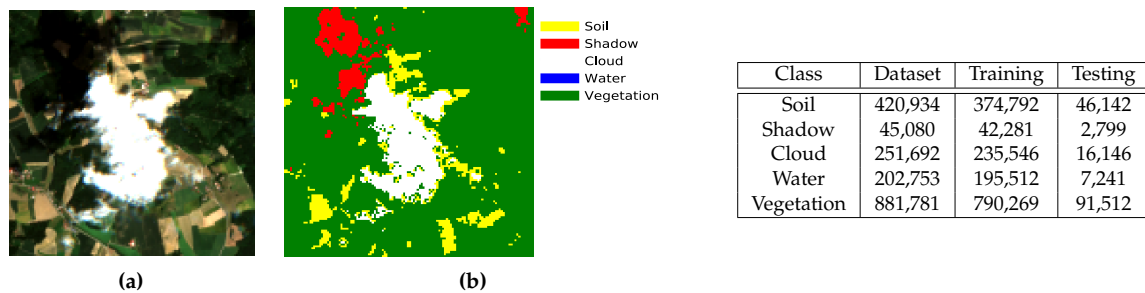 Soil
Shadow
Cloud
Water
Vegetation
(a)
(b)
Class Dataset Training Testing
Soil 420,934 374,792 46,142
Shadow 45,080 42,281 2,799
Cloud 251,692 235,546 16,146
Water 202,753 195,512 7,241
Vegetation 881,781 790,269 91,512